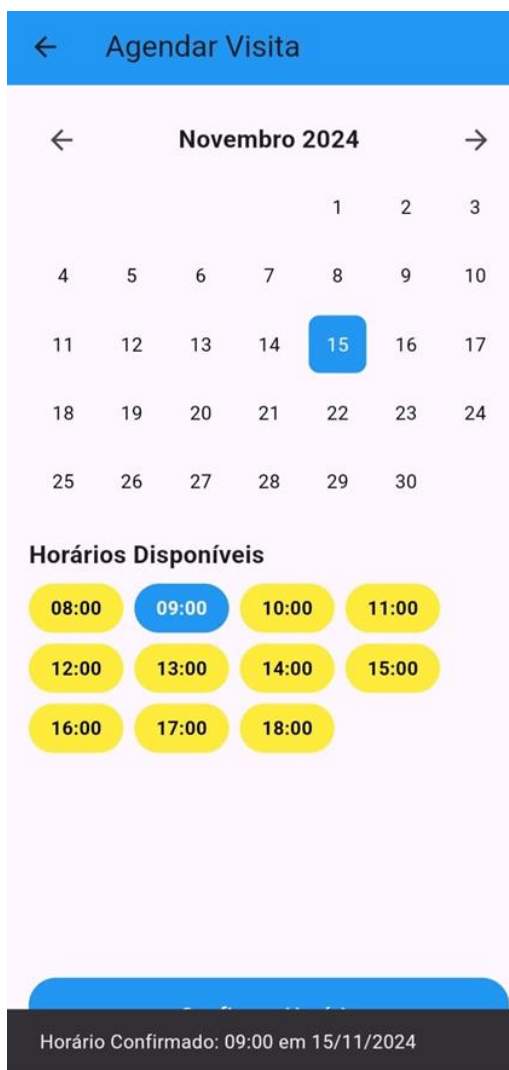 Agendar Visita
Novembro 2024
1 2 3
4 5 6 7 8 9 10
11 12 13 14 15 16 17
18 19 20 21 22 23 24
25 26 27 28 29 30
Horários Disponíveis
08:00 09:00 10:00 11:00
12:00 13:00 14:00 15:00
16:00 17:00 18:00
Horário Confirmado: 09:00 em 15/11/2024